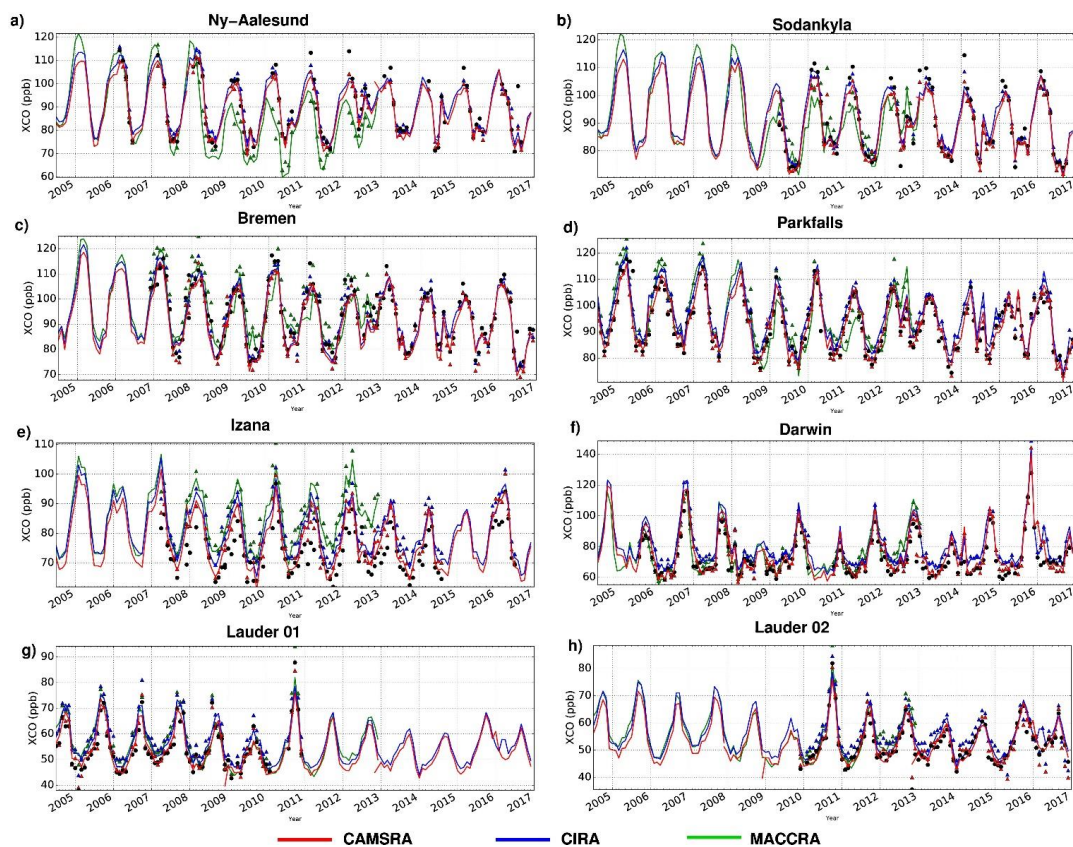 a) Ny-Aalesund
120
110
100
90
80
70
60
XCO (ppb)
2005 2006 2007 2008 2009 2010 2011 2012 2013 2014 2015 2016 2017
Year
b) Sodankyla
120
110
100
90
80
XCO (ppb)
2005 2006 2007 2008 2009 2010 2011 2012 2013 2014 2015 2016 2017
Year
c) Bremen
120
110
100
90
80
70
XCO (ppb)
2005 2006 2007 2008 2009 2010 2011 2012 2013 2014 2015 2016 2017
Year
d) Parkfalls
120
110
100
90
80
XCO (ppb)
2005 2006 2007 2008 2009 2010 2011 2012 2013 2014 2015 2016 2017
Year
e) Izana
110
100
90
80
70
XCO (ppb)
2005 2006 2007 2008 2009 2010 2011 2012 2013 2014 2015 2016 2017
Year
f) Darwin
140
120
100
80
60
XCO (ppb)
2005 2006 2007 2008 2009 2010 2011 2012 2013 2014 2015 2016 2017
Year
g) Lauder 01
90
80
70
60
50
40
XCO (ppb)
2005 2006 2007 2008 2009 2010 2011 2012 2013 2014 2015 2016 2017
Year
h) Lauder 02
80
70
60
50
40
XCO (ppb)
2005 2006 2007 2008 2009 2010 2011 2012 2013 2014 2015 2016 2017
Year
CAMSRA CIRA MACCRA